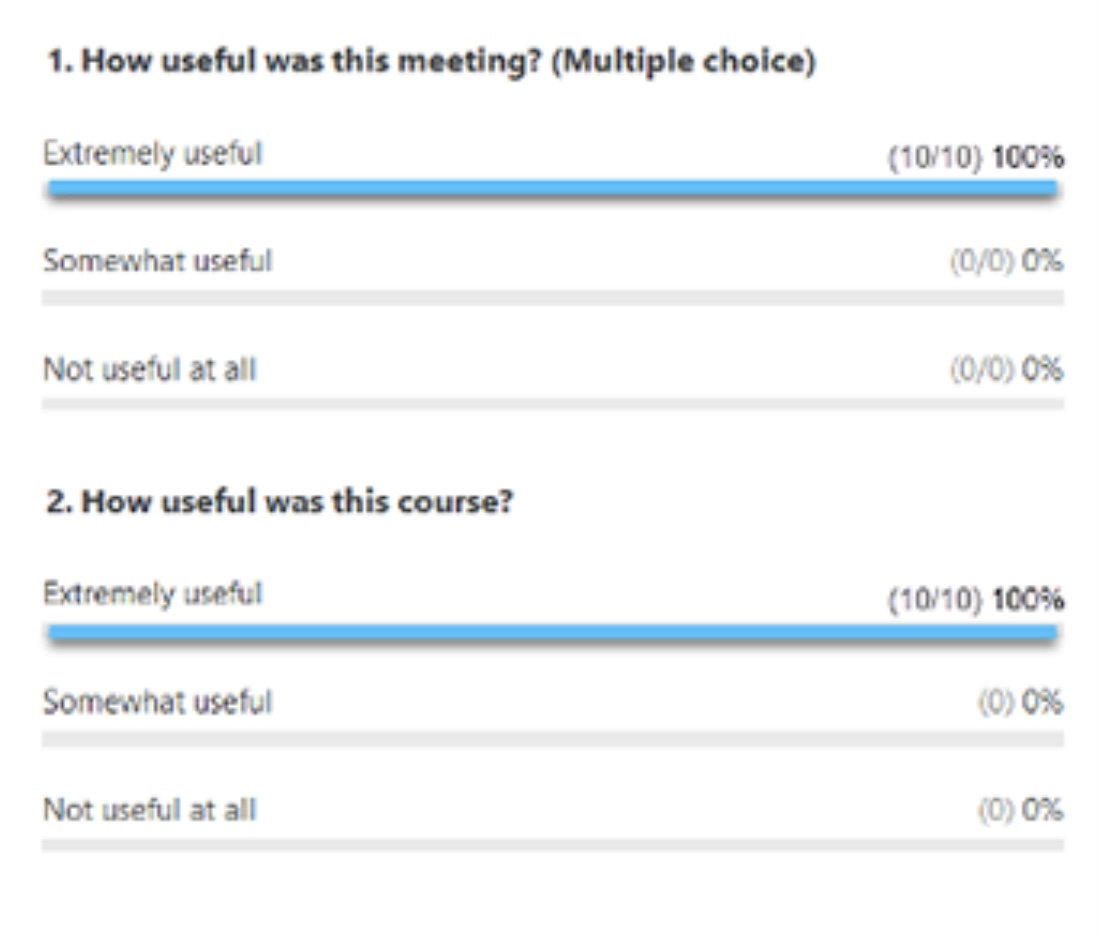 1. How useful was this meeting? (Multiple choice)
Extremely useful (10/10) 100%
Somewhat useful (0/0) 0%
Not useful at all (0/0) 0%
2. How useful was this course?
Extremely useful (10/10) 100%
Somewhat useful (0) 0%
Not useful at all (0) 0%